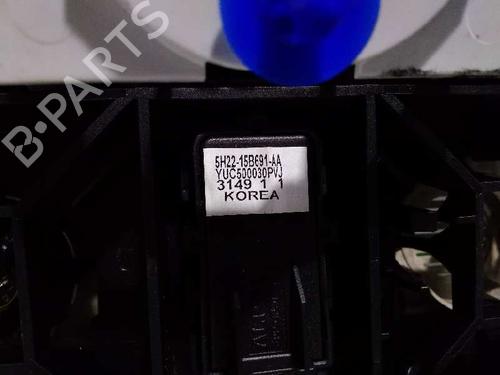 B-PARTS
5H22-15B691-AA
YUC500030PVJ
3149 1 1
KOREA